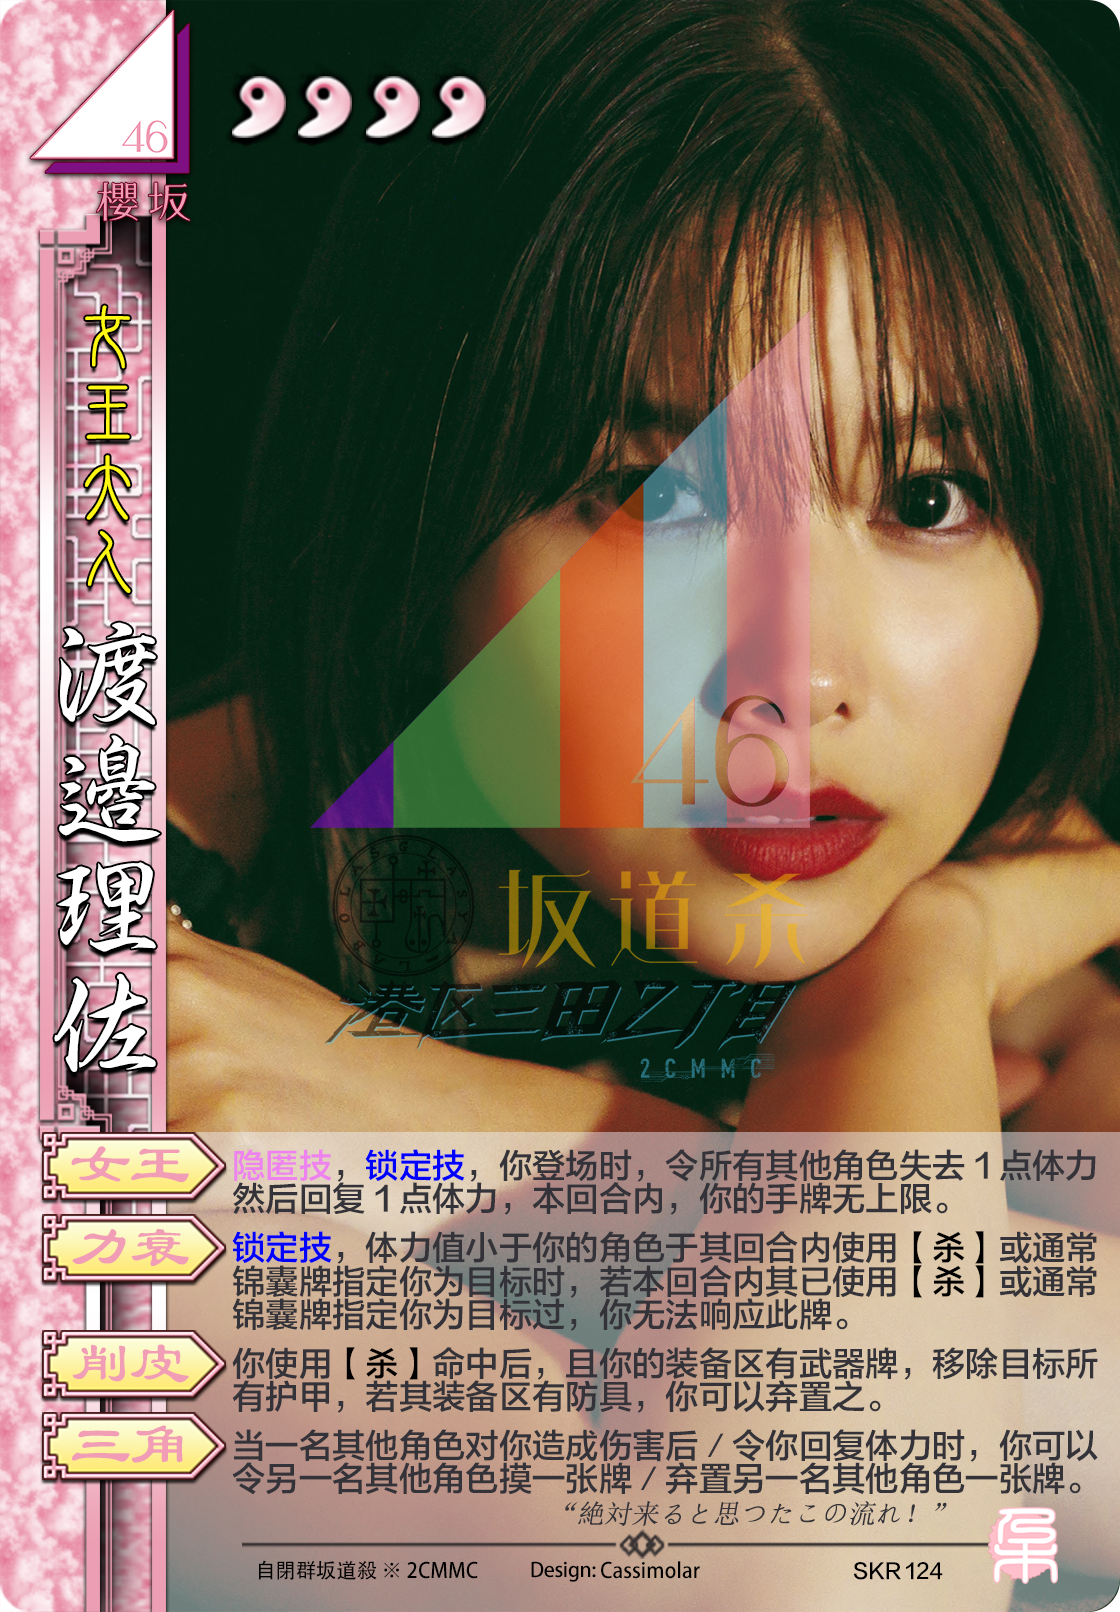 46
櫻坂
女王大人
渡邉理佐
46
坂道杀
港区三田2丁目
2CMMC
女王
隐匿技，锁定技，你登场时，令所有其他角色失去1点体力
然后回复1点体力，本回合内，你的手牌无上限。
力衰
锁定技，体力值小于你的角色于其回合内使用【杀】或通常
锦囊牌指定你为目标时，若本回合内其已使用【杀】或通常
锦囊牌指定你为目标过，你无法响应此牌。
削皮
你使用【杀】命中后，且你的装备区有武器牌，移除目标所
有护甲，若其装备区有防具，你可以弃置之。
三角
当一名其他角色对你造成伤害后 / 令你回复体力时，你可以
令另一名其他角色摸一张牌 / 弃置另一名其他角色一张牌。
“絶対来ると思つたこの流れ！”
自閉群坂道殺 ※ 2CMMC
Design: Cassimolar
SKR 124